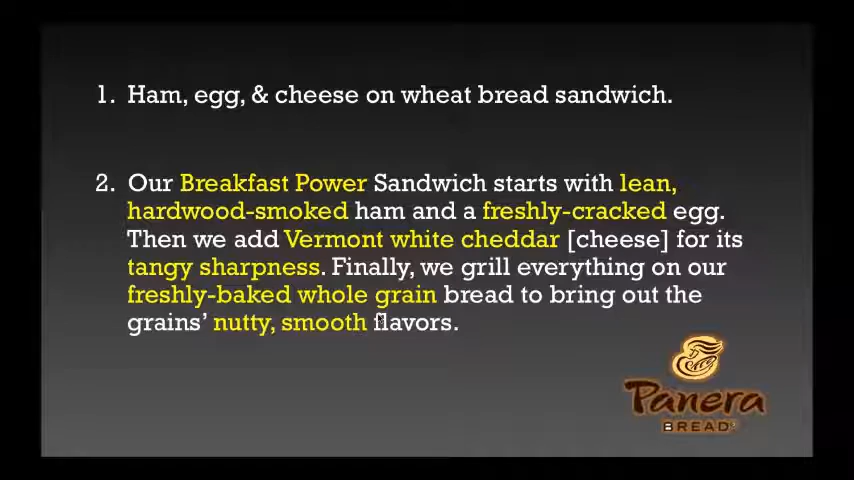 1. Ham, egg, & cheese on wheat bread sandwich.
2. Our Breakfast Power Sandwich starts with lean,
hardwood-smoked ham and a freshly-cracked egg.
Then we add Vermont white cheddar [cheese] for its
tangy sharpness. Finally, we grill everything on our
freshly-baked whole grain bread to bring out the
grains’ nutty, smooth flavors.
Panera
BREAD®